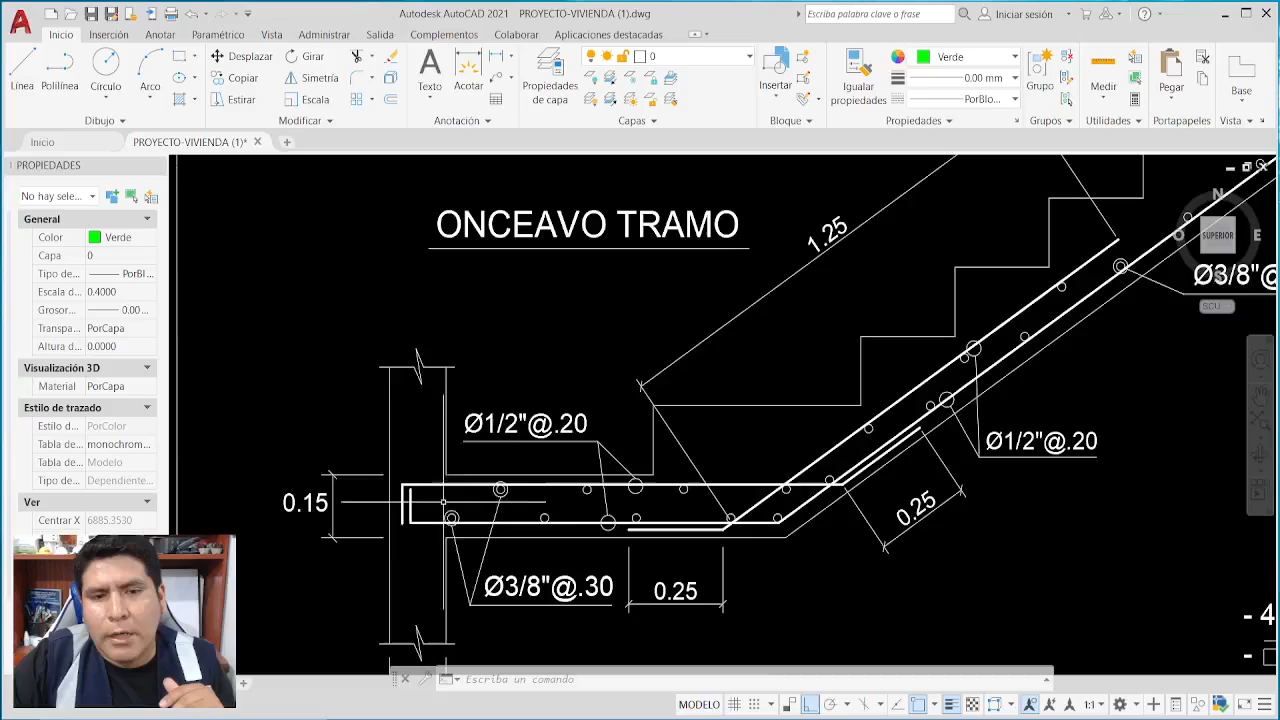 Autodesk AutoCAD 2021 PROYECTO-VIVIENDA (1).dwg
Escriba palabra clave o frase
Iniciar sesión
Inicio Inserción Anotar Paramétrico Vista Administrar Salida Complementos Colaborar Aplicaciones destacadas
Línea Polilínea Círculo Arco
Desplazar Girar
Copiar Simetría
Estirar Escala
Texto Acotar
Propiedades de capa
0
Insertar
Igualar propiedades
Verde
0.00 mm
PorBlo...
Grupo
Medir
Pegar
Base
Dibujo Modificar Anotación Capas Bloque Propiedades Grupos Utilidades Portapapeles Vista
Inicio PROYECTO-VIVIENDA (1)*
PROPIEDADES
No hay sele...
General
Color Verde
Capa 0
Tipo de... PorBl...
Escala d... 0.4000
Grosor... 0.00 ...
Transpa... PorCapa
Altura d... 0.0000
Visualización 3D
Material PorCapa
Estilo de trazado
Estilo d... PorColor
Tabla de... monochrom...
Tabla de... Modelo
Tipo de... Dependiente...
Ver
Centrar X 6885.3530
ONCEAVO TRAMO
1.25
N
O SUPERIOR E
SCU
Ø3/8"@
Ø1/2"@.20
Ø1/2"@.20
0.15
0.25
Ø3/8"@.30
0.25
- 4
-
Escriba un comando
MODELO
1:1